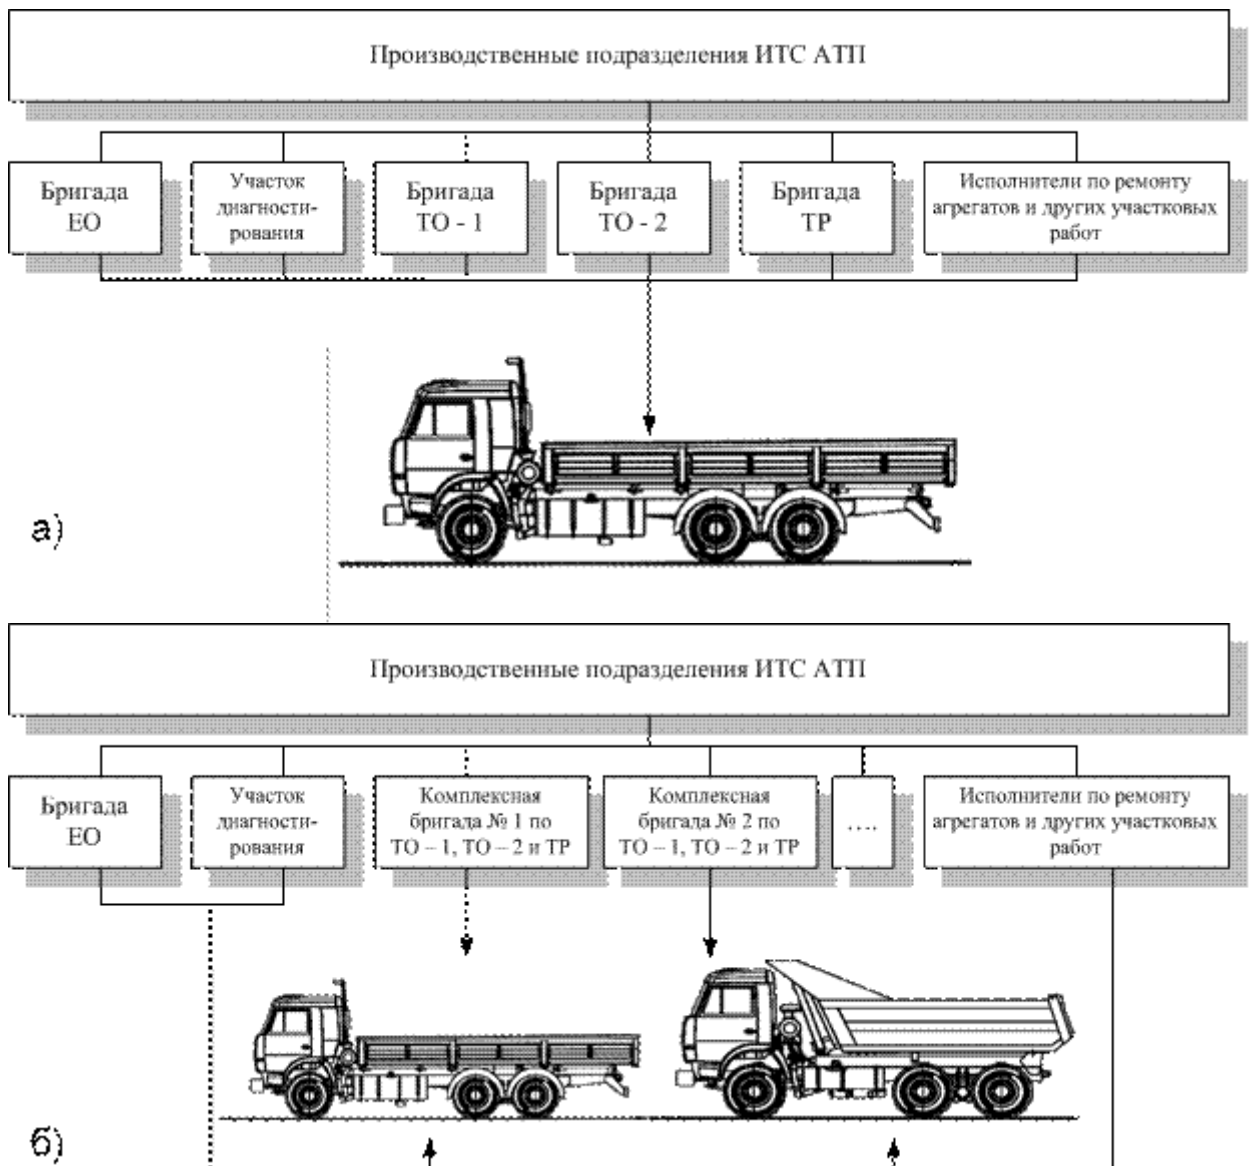 Производственные подразделения ИТС АТП
Бригада
ЕО
Участок
диагности-
рования
Бригада
ТО - 1
Бригада
ТО - 2
Бригада
ТР
Исполнители по ремонту
агрегатов и других участковых
работ
а)
Производственные подразделения ИТС АТП
Бригада
ЕО
Участок
диагности-
рования
Комплексная
бригада № 1 по
ТО – 1, ТО – 2 и ТР
Комплексная
бригада № 2 по
ТО – 1, ТО – 2 и ТР
....
Исполнители по ремонту
агрегатов и других участковых
работ
б)